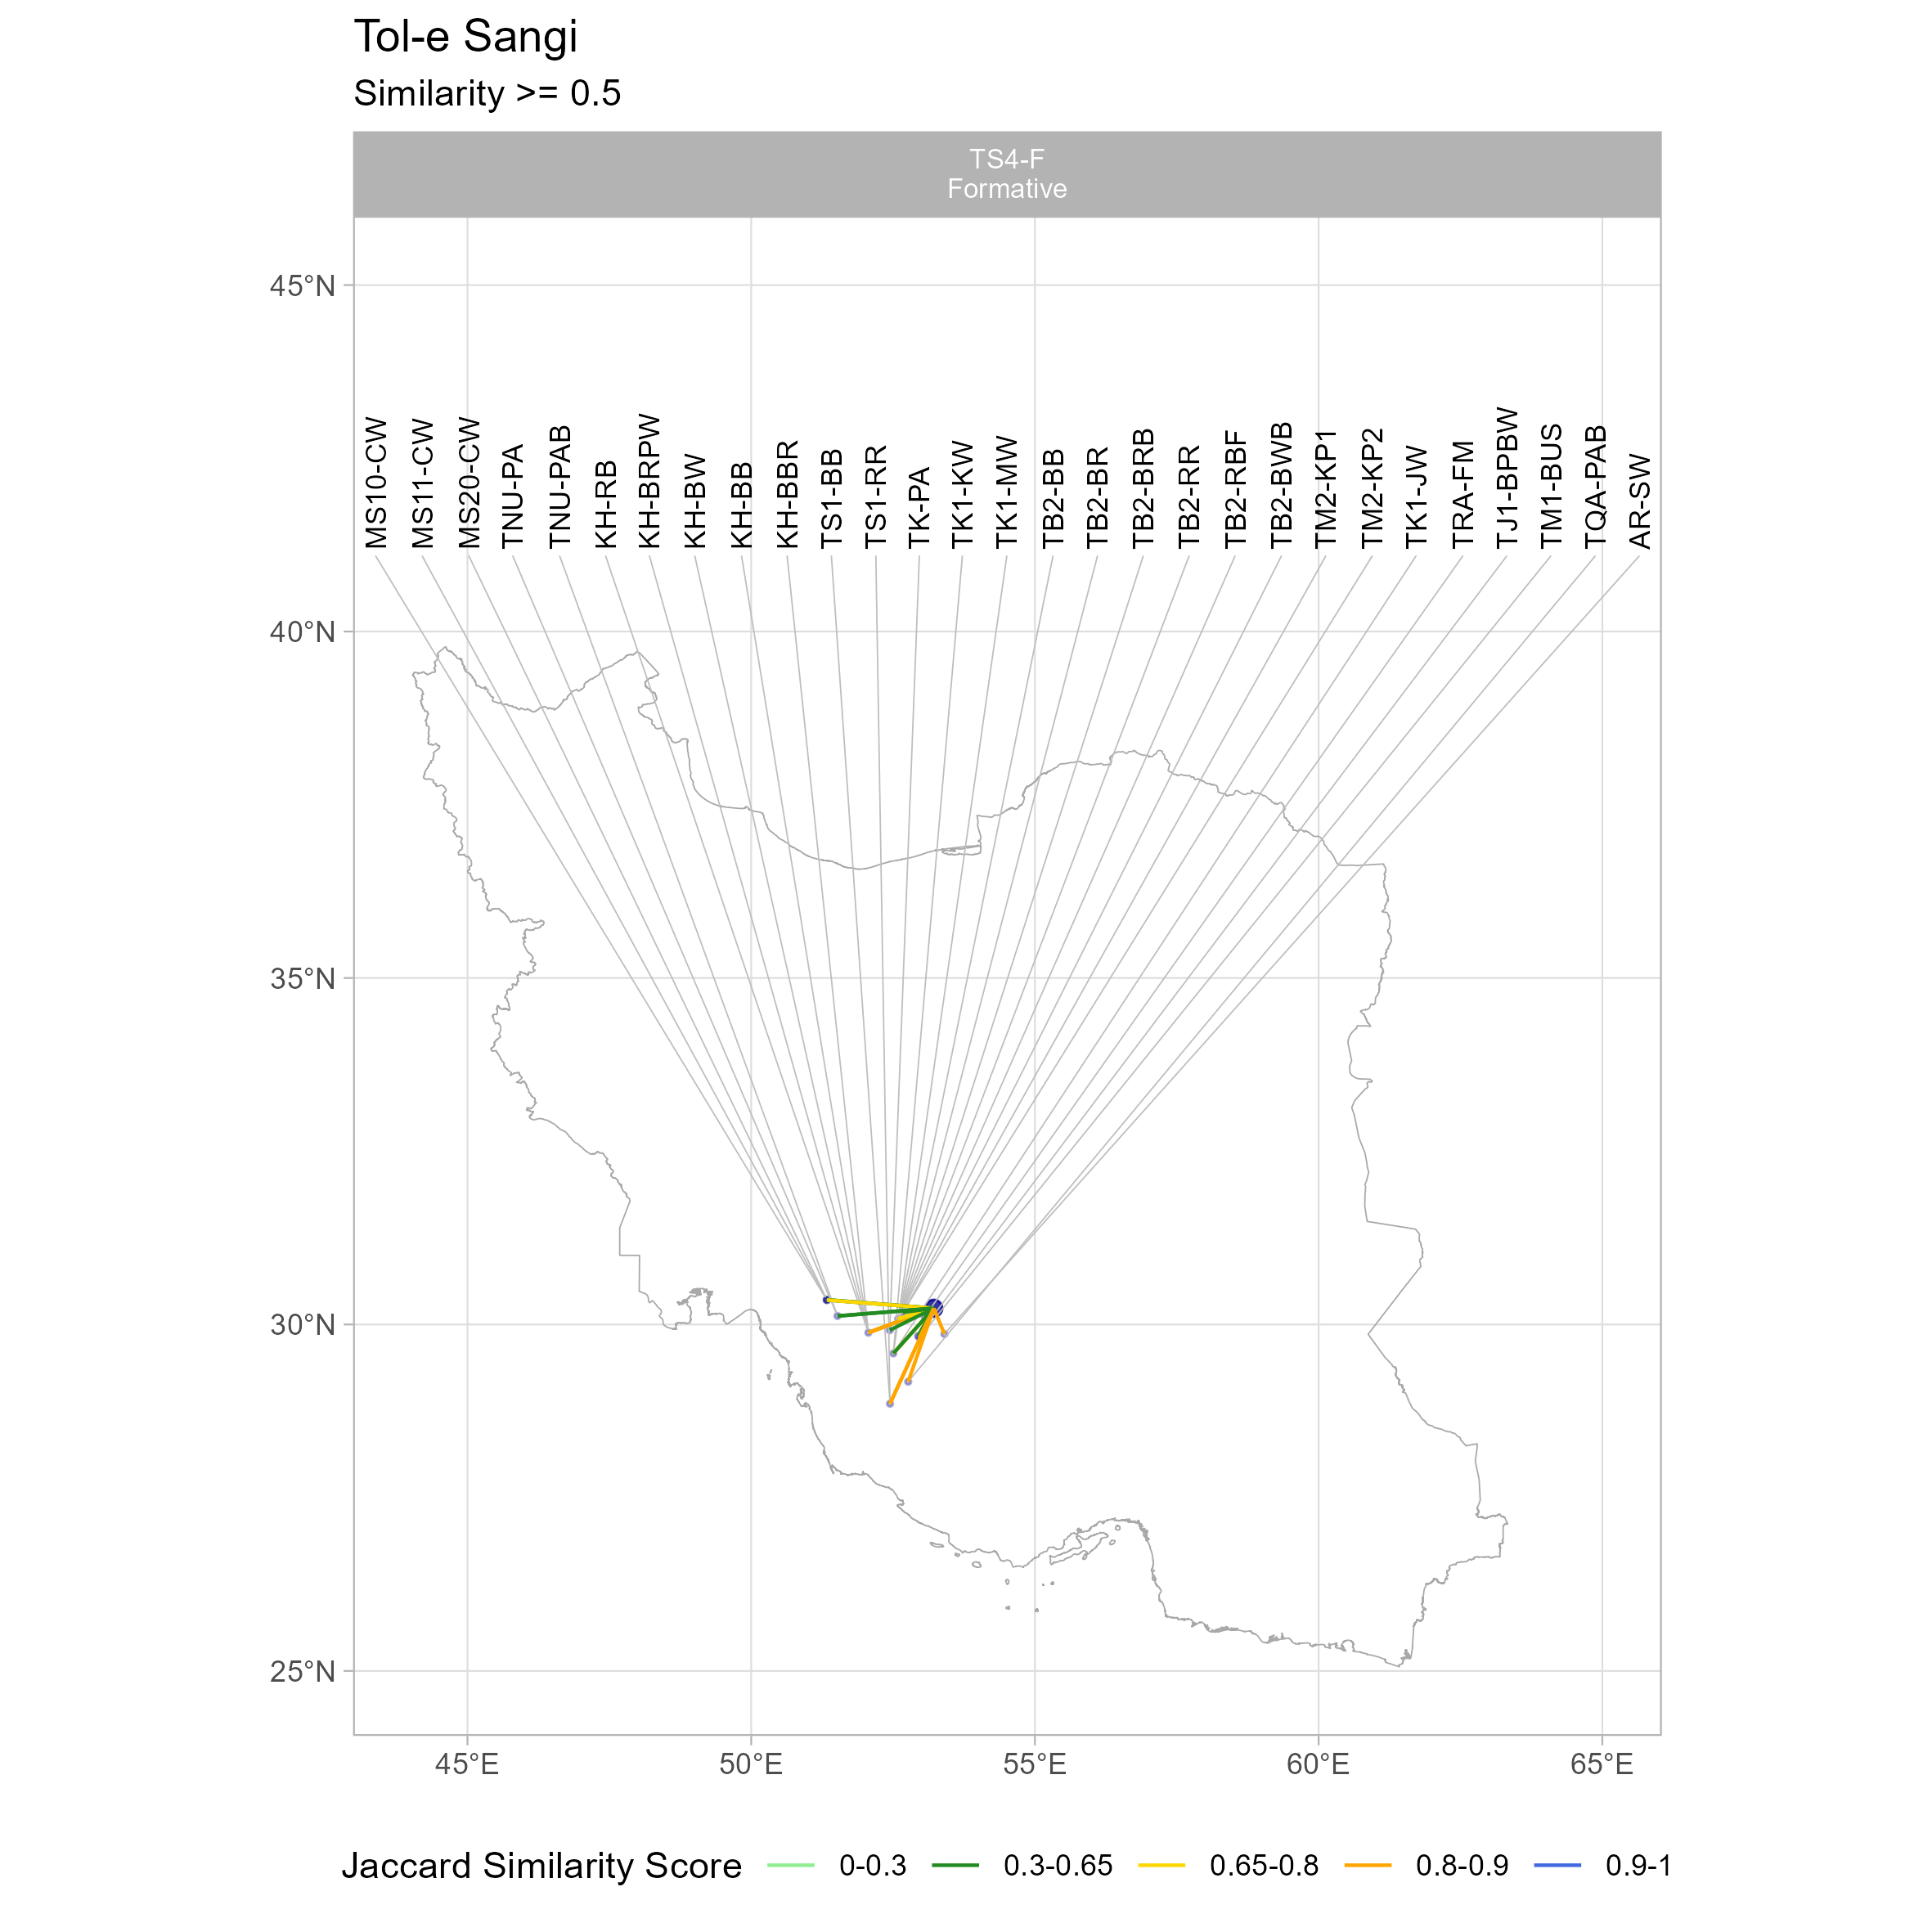 Tol-e Sangi
Similarity >= 0.5
TS4-F
Formative
45°N
40°N
35°N
30°N
25°N
MS10-CW
MS11-CW
MS20-CW
TNU-PA
TNU-PAB
KH-RB
KH-BRPW
KH-BW
KH-BB
KH-BBR
TS1-BB
TS1-RR
TK-PA
TK1-KW
TK1-MW
TB2-BB
TB2-BR
TB2-BRB
TB2-RR
TB2-RBF
TB2-BWB
TM2-KP1
TM2-KP2
TK1-JW
TRA-FM
TJ1-BPBW
TM1-BUS
TQA-PAB
AR-SW
45°E
50°E
55°E
60°E
65°E
Jaccard Similarity Score 0-0.3 0.3-0.65 0.65-0.8 0.8-0.9 0.9-1